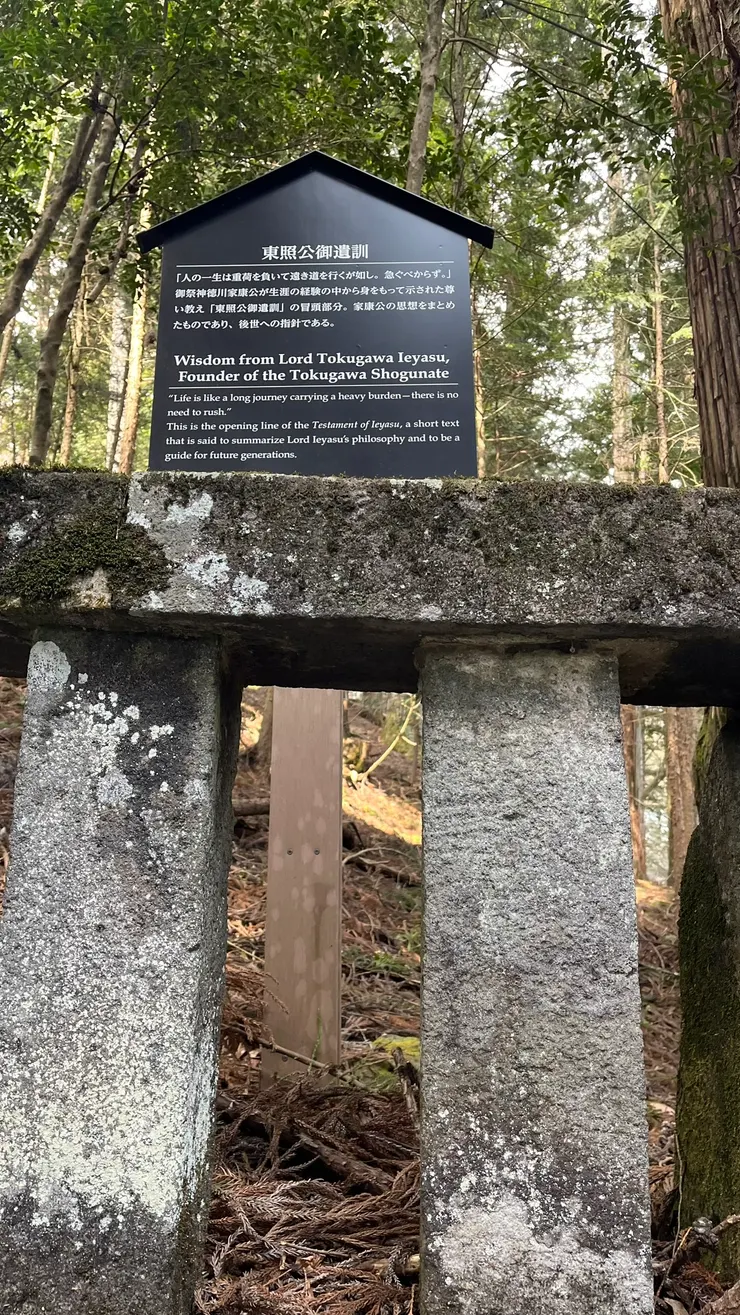 東照公御遺訓
「人の一生は重荷を負いて遠き道を行くが如し。急ぐべからず。」
御祭神徳川家康公が生涯の経験の中から身をもって示された尊
い教え「東照公御遺訓」の冒頭部分。家康公の思想をまとめ
たものであり、後世への指針である。
Wisdom from Lord Tokugawa Ieyasu,
Founder of the Tokugawa Shogunate
“Life is like a long journey carrying a heavy burden—there is no
need to rush.”
This is the opening line of the Testament of Ieyasu, a short text
that is said to summarize Lord Ieyasu’s philosophy and to be a
guide for future generations.